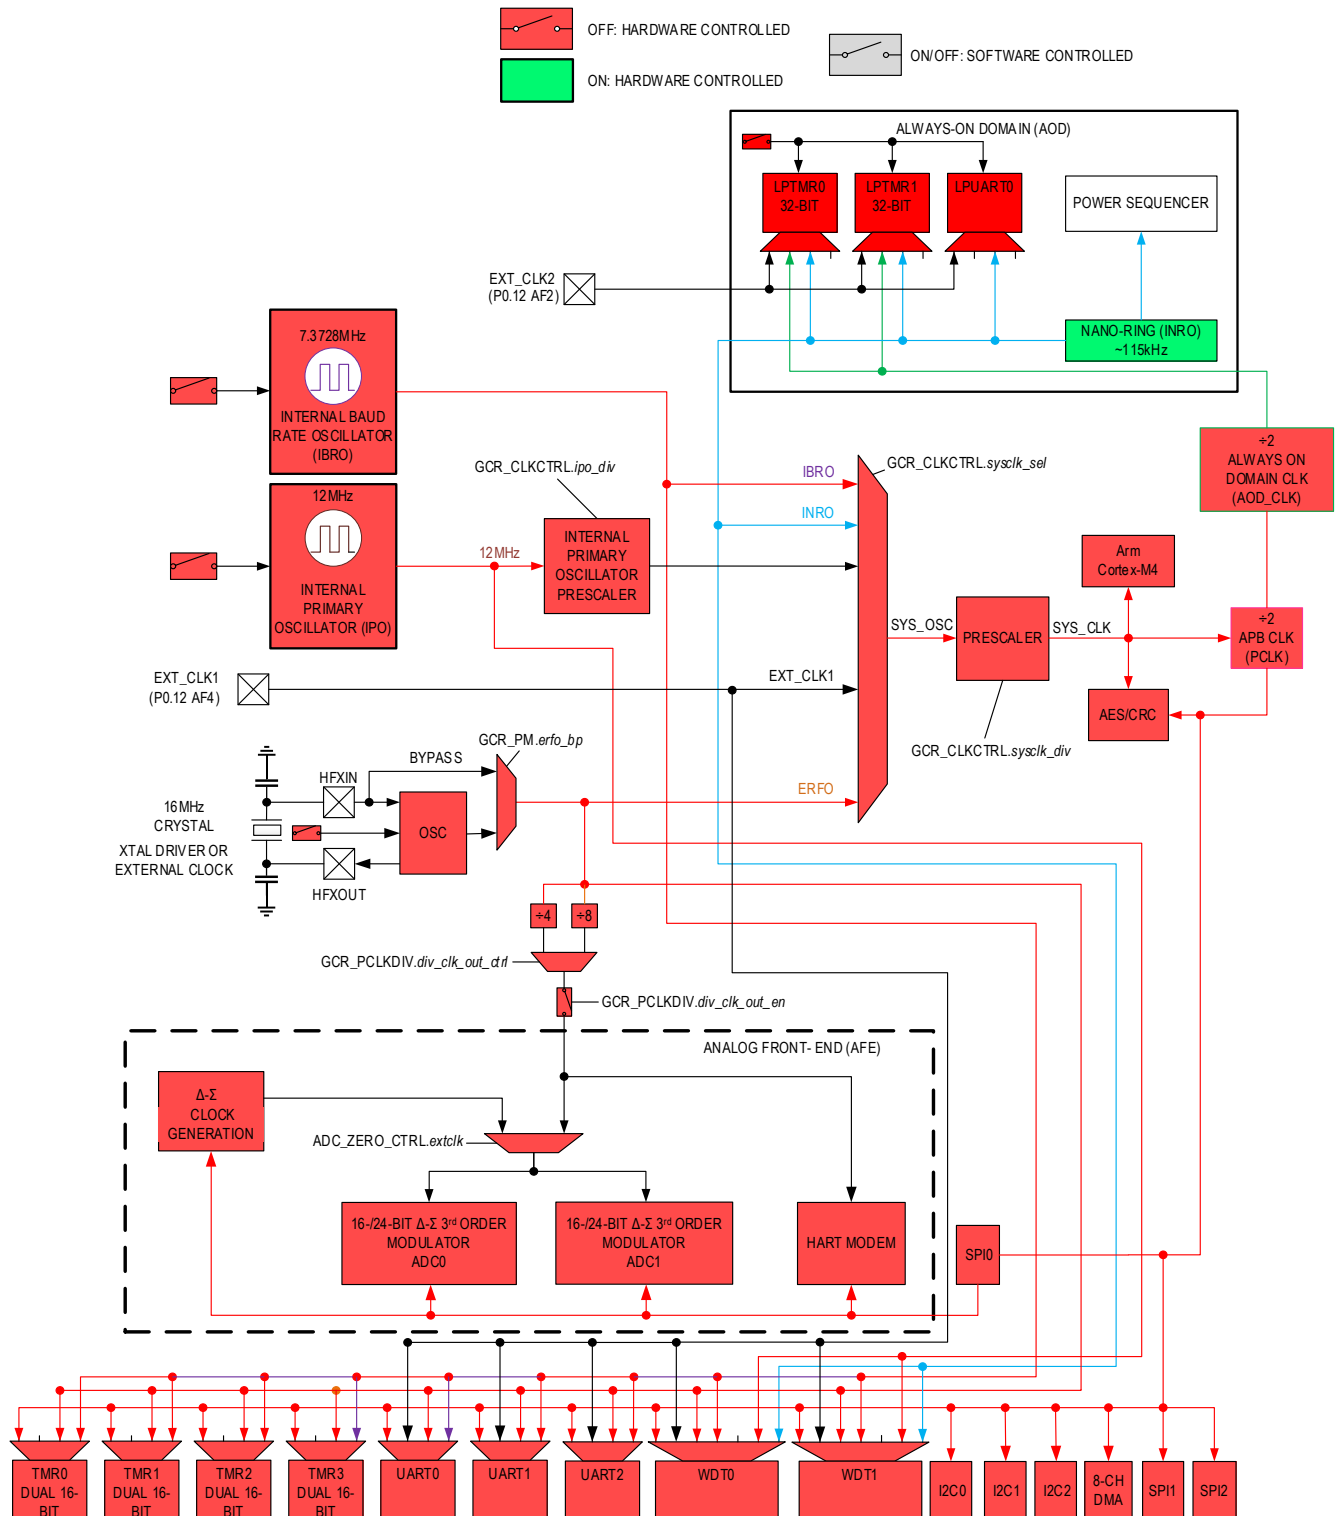 OFF: HARDWARE CONTROLLED
ON/OFF: SOFTWARE CONTROLLED
ON: HARDWARE CONTROLLED
ALWAYS-ON DOMAIN (AOD)
LPTMR0
32-BIT
LPTMR1
32-BIT
LPUART0
POWER SEQUENCER
EXT_CLK2
(P0.12 AF2)
NANO-RING (INRO)
~115kHz
7.3728MHz
INTERNAL BAUD
RATE OSCILLATOR
(IBRO)
÷2
ALWAYS ON
DOMAIN CLK
(AOD_CLK)
GCR_CLKCTRL.ipo_div
GCR_CLKCTRL.sysclk_sel
IBRO
INRO
12MHz
INTERNAL
PRIMARY
OSCILLATOR (IPO)
12MHz
INTERNAL
PRIMARY
OSCILLATOR
PRESCALER
Arm
Cortex-M4
SYS_OSC
PRESCALER
SYS_CLK
÷2
APB CLK
(PCLK)
EXT_CLK1
(P0.12 AF4)
EXT_CLK1
AES/CRC
GCR_CLKCTRL.sysclk_div
GCR_PM.erfo_bp
BYPASS
HFXIN
ERFO
16MHz
CRYSTAL
XTAL DRIVER OR
EXTERNAL CLOCK
OSC
HFXOUT
÷4
÷8
GCR_PCLKDIV.div_clk_out_ctrl
GCR_PCLKDIV.div_clk_out_en
ANALOG FRONT- END (AFE)
Δ-Σ
CLOCK
GENERATION
ADC_ZERO_CTRL.extclk
16-/24-BIT Δ-Σ 3rd ORDER
MODULATOR
ADC0
16-/24-BIT Δ-Σ 3rd ORDER
MODULATOR
ADC1
HART MODEM
SPI0
TMR0
DUAL 16-
BIT
TMR1
DUAL 16-
BIT
TMR2
DUAL 16-
BIT
TMR3
DUAL 16-
BIT
UART0
UART1
UART2
WDT0
WDT1
I2C0
I2C1
I2C2
8-CH
DMA
SPI1
SPI2